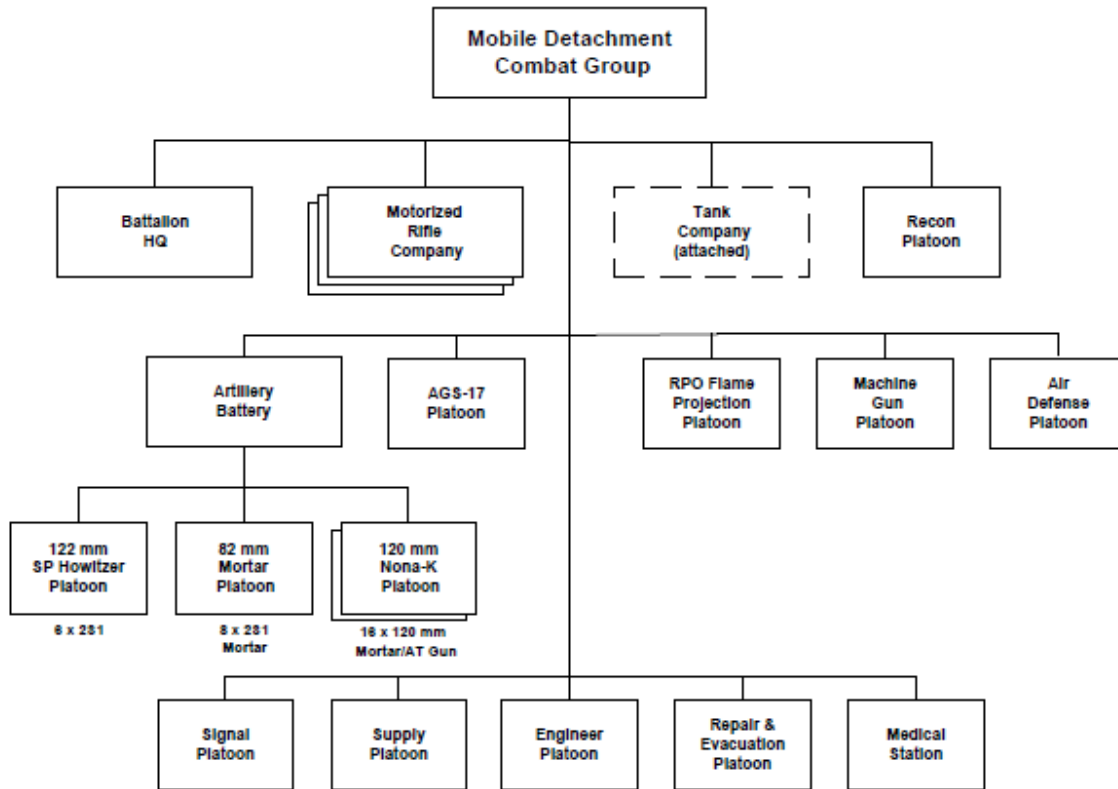 Mobile Detachment
Combat Group
Battalion
HQ
Motorized
Rifle
Company
Tank
Company
(attached)
Recon
Platoon
Artillery
Battery
AGS-17
Platoon
RPO Flame
Projection
Platoon
Machine
Gun
Platoon
Air
Defense
Platoon
122 mm
SP Howitzer
Platoon
82 mm
Mortar
Platoon
120 mm
Nona-K
Platoon
6 x 2S1
8 x 2S1
Mortar
16 x 120 mm
Mortar/AT Gun
Signal
Platoon
Supply
Platoon
Engineer
Platoon
Repair &
Evacuation
Platoon
Medical
Station